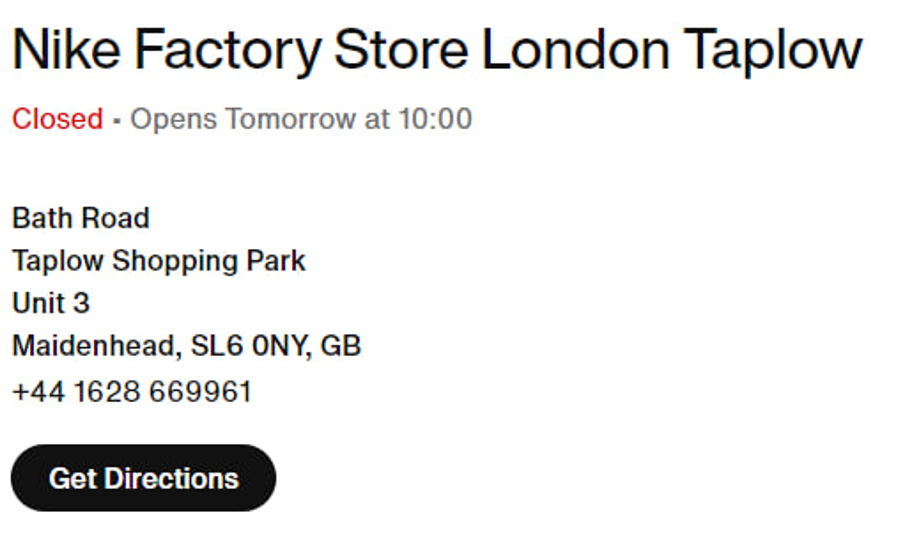 Nike Factory Store London Taplow
Closed • Opens Tomorrow at 10:00
Bath Road
Taplow Shopping Park
Unit 3
Maidenhead, SL6 0NY, GB
+44 1628 669961
Get Directions